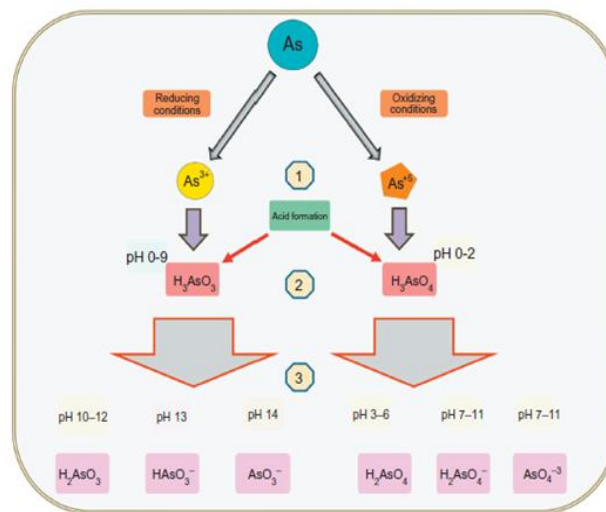 As
Reducing
conditions
Oxidizing
conditions
As³⁺
1
As⁺⁵
Acid formation
pH 0-9
pH 0-2
H₃AsO₃
2
H₃AsO₄
3
pH 10–12
pH 13
pH 14
pH 3–6
pH 7–11
pH 7–11
H₂AsO₃
HAsO₃⁻
AsO₃⁻
H₂AsO₄
H₂AsO₄⁻
AsO₄⁻³